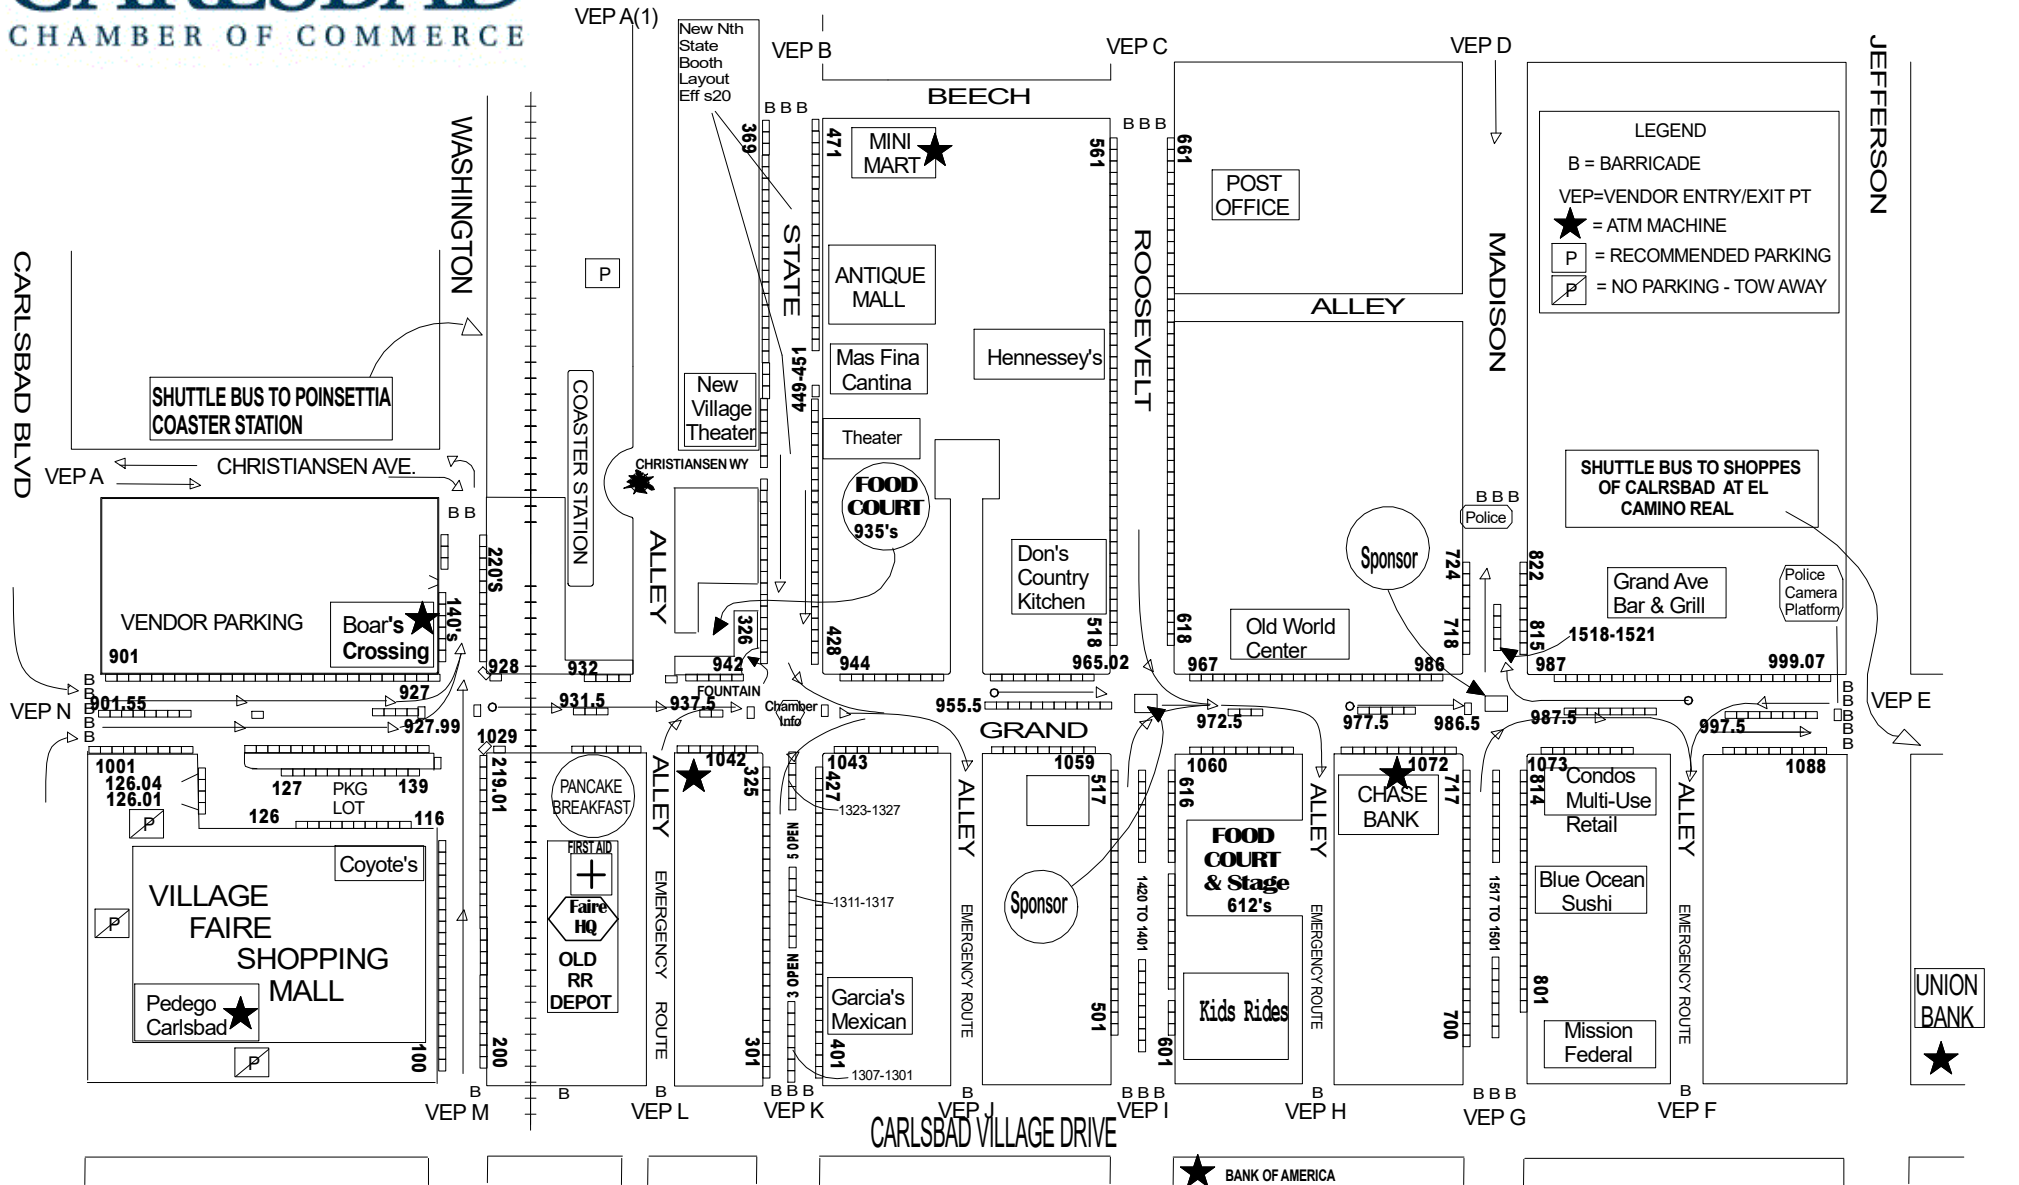 CARLSBAD
CHAMBER OF COMMERCE
VEP A(1)
New Nth
State
Booth
Layout
Eff s20
VEP B
VEP C
VEP D
JEFFERSON
BEECH
B B B
B B B
WASHINGTON
369
471
MINI
MART
561
661
POST
OFFICE
LEGEND
B = BARRICADE
VEP=VENDOR ENTRY/EXIT PT
= ATM MACHINE
P = RECOMMENDED PARKING
P = NO PARKING - TOW AWAY
CARLSBAD BLVD
P
STATE
ANTIQUE
MALL
ROOSEVELT
ALLEY
MADISON
449-451
Mas Fina
Cantina
Hennessey's
SHUTTLE BUS TO POINSETTIA
COASTER STATION
COASTER STATION
New
Village
Theater
Theater
VEP A
CHRISTIANSEN AVE.
CHRISTIANSEN WY
SHUTTLE BUS TO SHOPPES
OF CALRSBAD AT EL
CAMINO REAL
B B
FOOD
COURT
935's
B B B
Police
ALLEY
220'S
Don's
Country
Kitchen
Sponsor
724
822
Grand Ave
Bar & Grill
Police
Camera
Platform
VENDOR PARKING
Boar's
Crossing
140's
326
428
518
618
Old World
Center
718
815
1518-1521
901
928
932
942
944
965.02
967
986
987
999.07
B
B
B
B
VEP N
901.55
927
927.99
931.5
937.5
FOUNTAIN
Chamber
Info
955.5
GRAND
972.5
977.5
986.5
987.5
997.5
B
B
B
B
B
VEP E
1029
1001
126.04
126.01
P
127
PKG
LOT
139
126
116
219.01
PANCAKE
BREAKFAST
ALLEY
1042
325
1043
427
1059
517
ALLEY
1060
616
ALLEY
1072
CHASE
BANK
717
1073
814
Condos
Multi-Use
Retail
ALLEY
1088
1323-1327
5 OPEN
FIRST AID
Faire
HQ
OLD
RR
DEPOT
EMERGENCY ROUTE
1311-1317
3 OPEN
Garcia's
Mexican
EMERGENCY ROUTE
Sponsor
1420 TO 1401
FOOD
COURT
& Stage
612's
EMERGENCY ROUTE
1517 TO 1501
Blue Ocean
Sushi
EMERGENCY ROUTE
Coyote's
VILLAGE
FAIRE
SHOPPING
MALL
P
Pedego
Carlsbad
P
100
200
301
401
1307-1301
501
601
Kids Rides
700
801
Mission
Federal
UNION
BANK
B
B
B
B B B
B
B B B
B
B B B
B
VEP M
VEP L
VEP K
VEP J
VEP I
VEP H
VEP G
VEP F
CARLSBAD VILLAGE DRIVE
BANK OF AMERICA